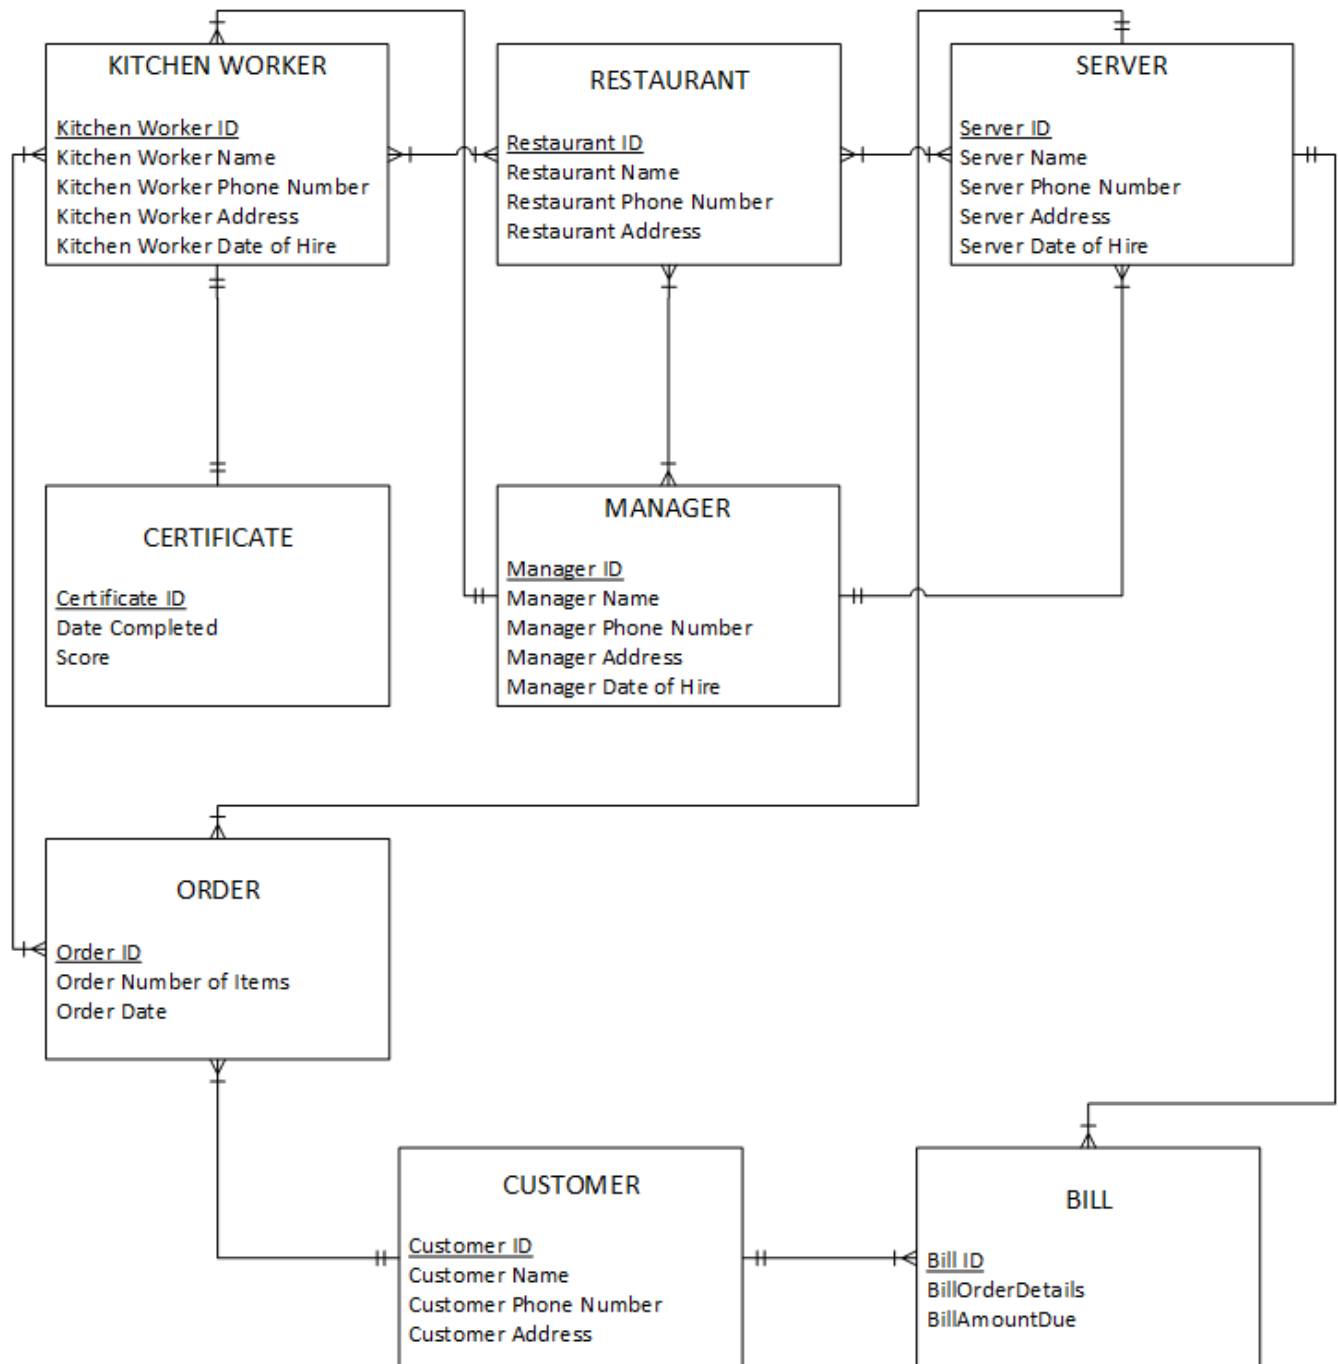 KITCHEN WORKER
Kitchen Worker ID
Kitchen Worker Name
Kitchen Worker Phone Number
Kitchen Worker Address
Kitchen Worker Date of Hire
RESTAURANT
Restaurant ID
Restaurant Name
Restaurant Phone Number
Restaurant Address
SERVER
Server ID
Server Name
Server Phone Number
Server Address
Server Date of Hire
CERTIFICATE
Certificate ID
Date Completed
Score
MANAGER
Manager ID
Manager Name
Manager Phone Number
Manager Address
Manager Date of Hire
ORDER
Order ID
Order Number of Items
Order Date
CUSTOMER
Customer ID
Customer Name
Customer Phone Number
Customer Address
BILL
Bill ID
BillOrderDetails
BillAmountDue